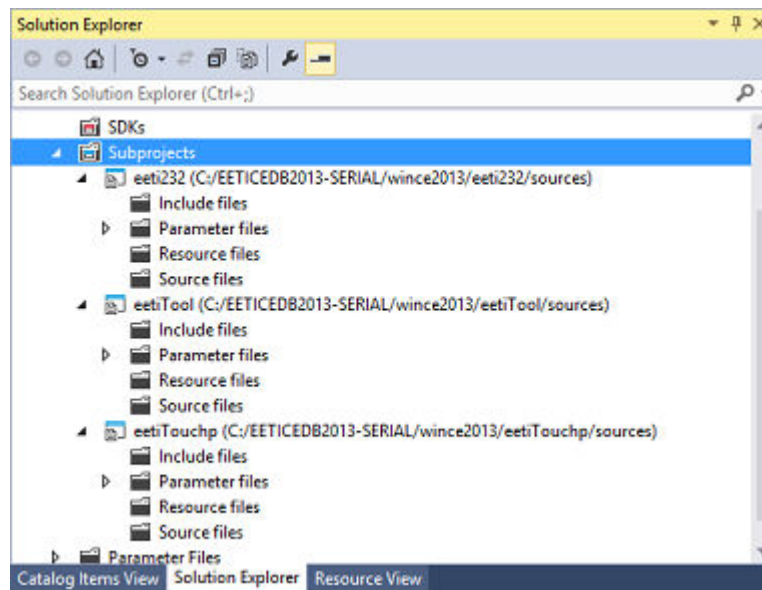 Solution Explorer
Search Solution Explorer (Ctrl+;)
SDKs
Subprojects
eeti232 (C:/EETICEDB2013-SERIAL/wince2013/eeti232/sources)
Include files
Parameter files
Resource files
Source files
eetiTool (C:/EETICEDB2013-SERIAL/wince2013/eetiTool/sources)
Include files
Parameter files
Resource files
Source files
eetiTouchp (C:/EETICEDB2013-SERIAL/wince2013/eetiTouchp/sources)
Include files
Parameter files
Resource files
Source files
Parameter Files
Catalog Items View Solution Explorer Resource View